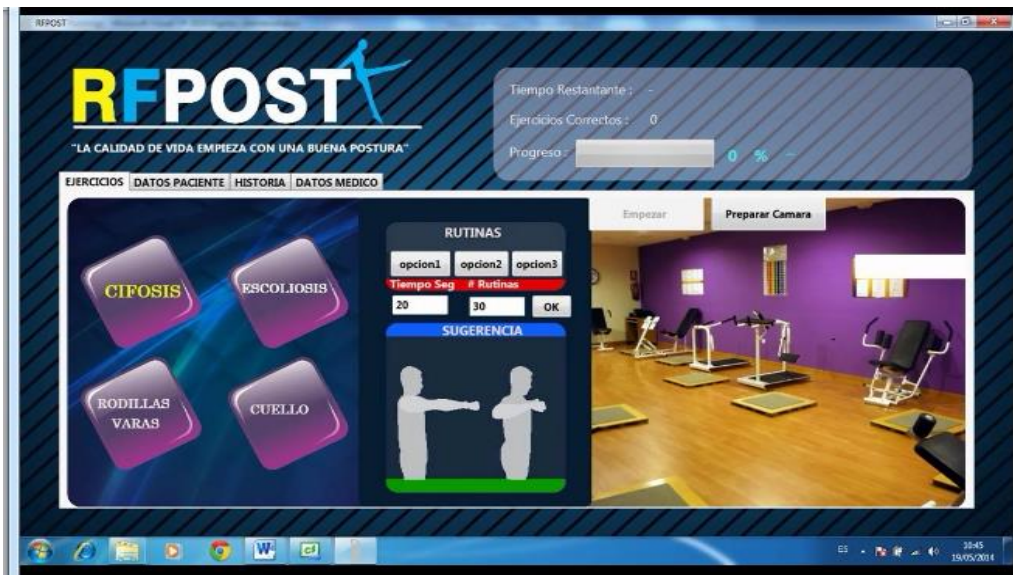 RFPOST
RFPOST
"LA CALIDAD DE VIDA EMPIEZA CON UNA BUENA POSTURA"
Tiempo Restantante : -
Ejercicios Correctos : 0
Progreso : 0 % -
EJERCICIOS DATOS PACIENTE HISTORIA DATOS MEDICO
Empezar Preparar Camara
CIFOSIS
ESCOLIOSIS
RODILLAS
VARAS
CUELLO
RUTINAS
opcion1 opcion2 opcion3
Tiempo Seg # Rutinas
20 30 OK
SUGERENCIA
ES
10:45
19/05/2014